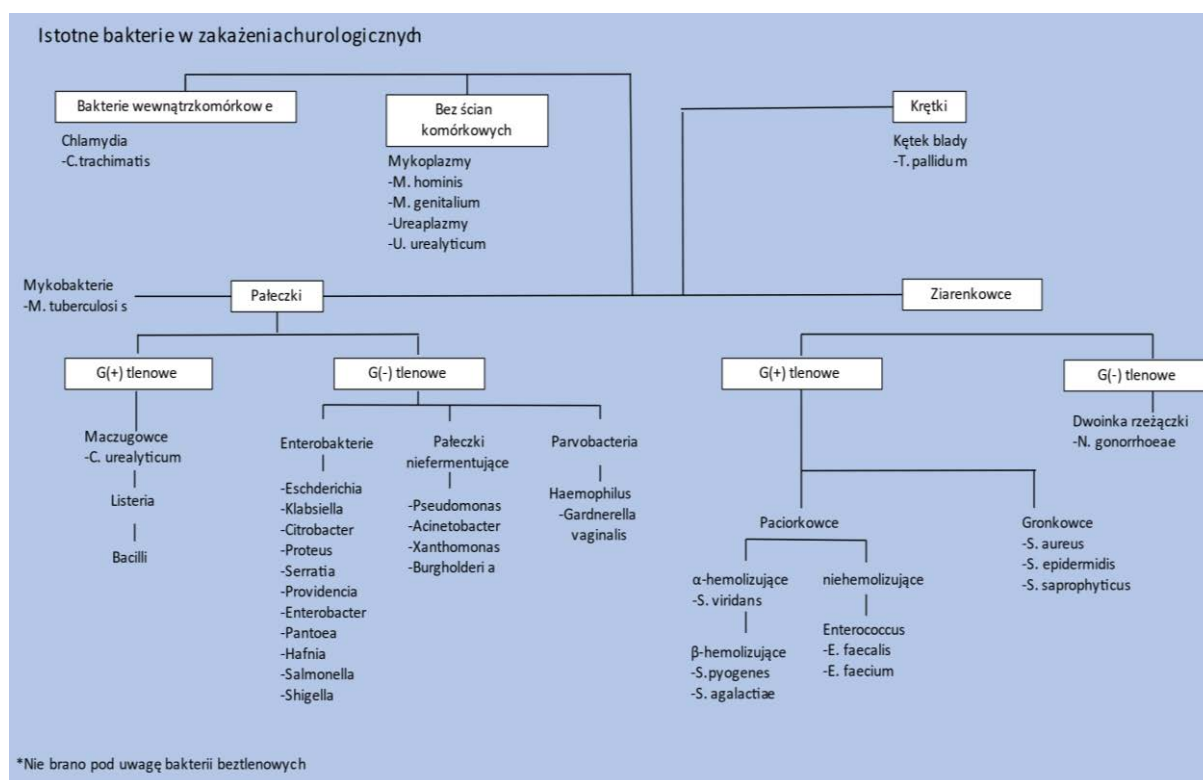 Istotne bakterie w zakażeniachurologicznych
Bakterie wewnątrzkomórkow e
Chlamydia
-C.trachimatis
Bez ścian
komórkowych
Mykoplazmy
-M. hominis
-M. genitalium
-Ureaplazmy
-U. urealyticum
Krętki
Kętek blady
-T. pallidum
Mykobakterie
-M. tuberculosi s
Pałeczki
Ziarenkowce
G(+) tlenowe
G(-) tlenowe
G(+) tlenowe
G(-) tlenowe
Maczugowce
-C. urealyticum
Listeria
Bacilli
Enterobakterie
-Eschderichia
-Klabsiella
-Citrobacter
-Proteus
-Serratia
-Providencia
-Enterobacter
-Pantoea
-Hafnia
-Salmonella
-Shigella
Pałeczki
niefermentujące
-Pseudomonas
-Acinetobacter
-Xanthomonas
-Burgholderi a
Parvobacteria
Haemophilus
-Gardnerella
vaginalis
Paciorkowce
α-hemolizujące
-S. viridans
β-hemolizujące
-S.pyogenes
-S. agalactiae
niehemolizujące
Enterococcus
-E. faecalis
-E. faecium
Gronkowce
-S. aureus
-S. epidermidis
-S. saprophyticus
Dwoinka rzeżączki
-N. gonorrhoeae
*Nie brano pod uwagę bakterii beztlenowych